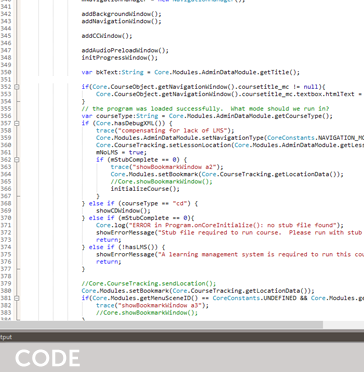 341
342 addBackgroundWindow();
343 addNavigationWindow();
344
345 addCCWindow();
346
347 addAudioPreloadWindow();
348 initProgressWindow();
349
350 var bkText:String = Core.Modules.AdminDataModule.getTitle();
351
352 if(Core.CourseObject.getNavigationWindow().coursetitle_mc != null){
353 Core.CourseObject.getNavigationWindow().coursetitle_mc.textbox.htmlText =
354 }
355 // the program was loaded successfully. What mode should we run in?
356 var courseType:String = Core.Modules.AdminDataModule.getCourseType();
357 if (Core.hasDebugXML()) {
358 trace("compensating for lack of LMS");
359 Core.Modules.AdminDataModule.setNavigationType(CoreConstants.NAVIGATION_MO
360 Core.CourseTracking.setLessonLocation(Core.Modules.AdminDataModule.getLess
361 mNoLMS = true;
362 if (mStubComplete == 0) {
363 trace("showBookmarkWindow a2");
364 Core.Modules.setBookmark(Core.CourseTracking.getLocationData());
365 //Core.showBookmarkWindow();
366 initializeCourse();
367 }
368 } else if (courseType == "cd") {
369 showCDWindow();
370 } else if (mStubComplete == 0){
371 Core.log("ERROR in Program.onCoreInitialize(): no stub file found");
372 showErrorMessage("Stub file required to run course. Please run with stub
373 return;
374 } else if (!hasLMS()) {
375 showErrorMessage("A learning management system is required to run this cou
376 return;
377 }
378
379 //Core.CourseTracking.sendLocation();
380 Core.Modules.setBookmark(Core.CourseTracking.getLocationData());
381 if(Core.Modules.getMenuSceneID() == CoreConstants.UNDEFINED && Core.Modules.ge
382 trace("showBookmarkWindow a3");
383 //Core.showBookmarkWindow();
tput
CODE